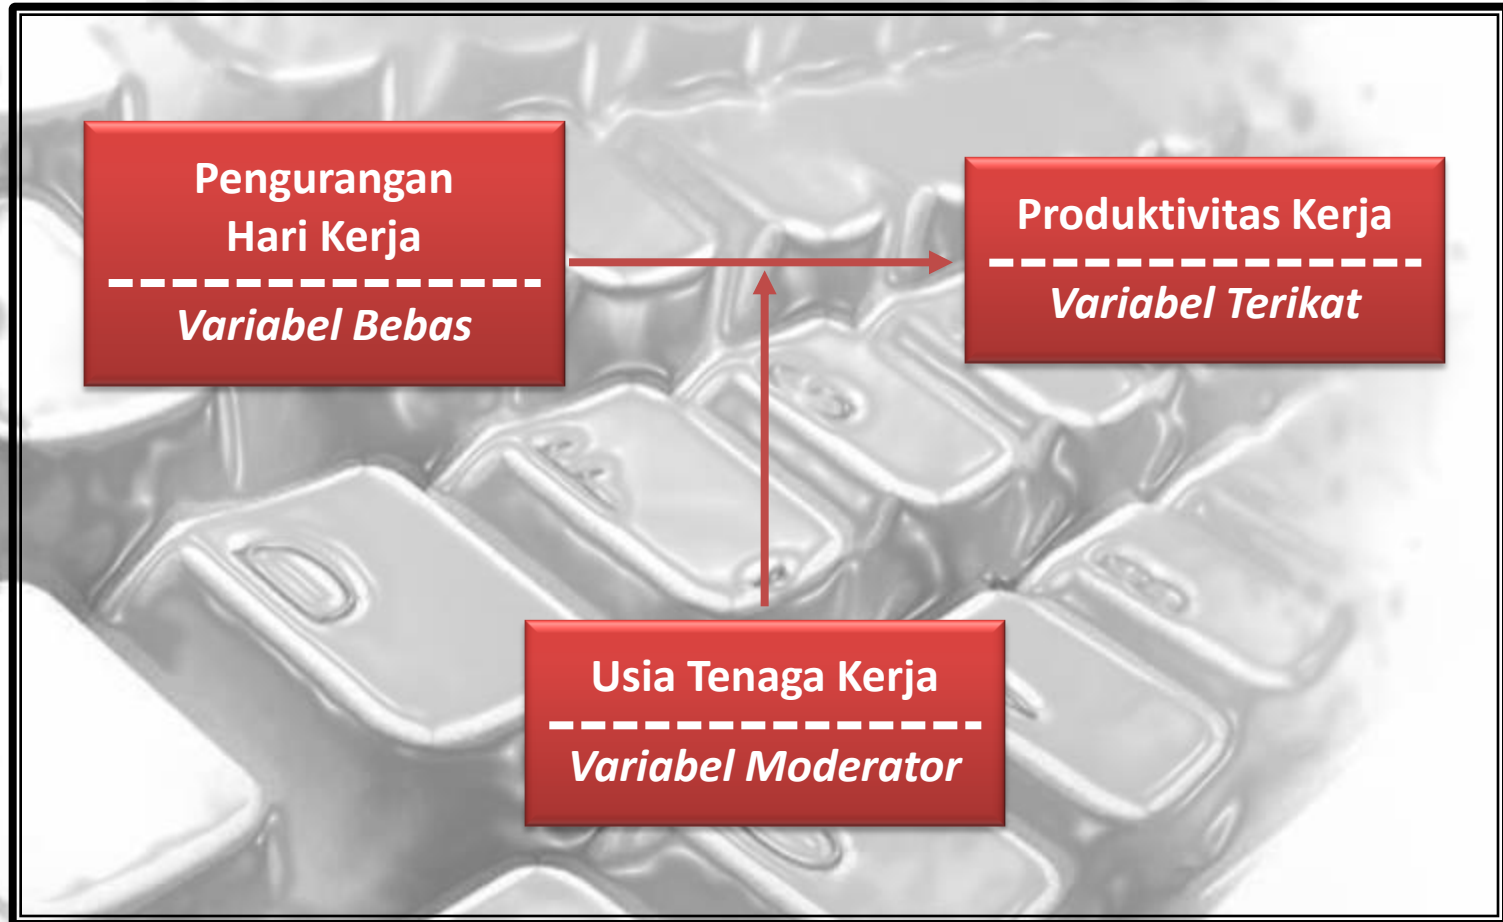 Pengurangan
Hari Kerja
Variabel Bebas
Produktivitas Kerja
Variabel Terikat
Usia Tenaga Kerja
Variabel Moderator